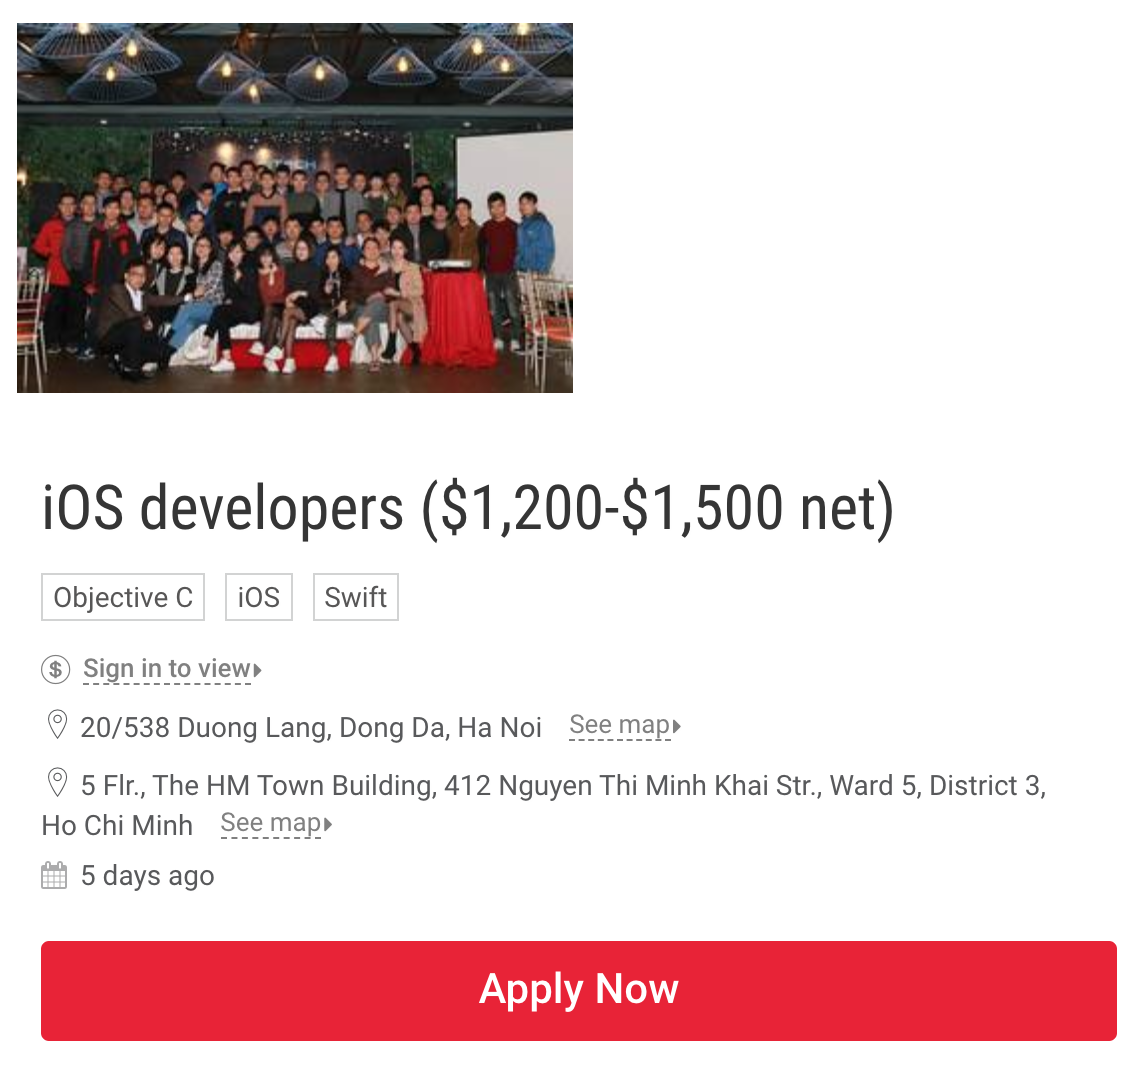 iOS developers ($1,200-$1,500 net)
Objective C iOS Swift
Sign in to view
20/538 Duong Lang, Dong Da, Ha Noi See map
5 Flr., The HM Town Building, 412 Nguyen Thi Minh Khai Str., Ward 5, District 3,
Ho Chi Minh See map
5 days ago
Apply Now